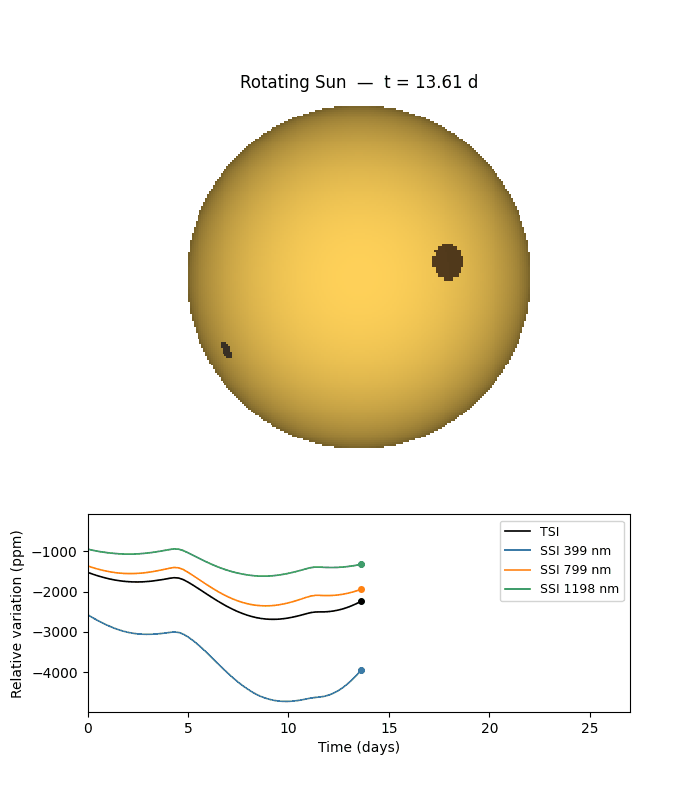 Rotating Sun — t = 13.61 d
−1000
−2000
−3000
−4000
Relative variation (ppm)
TSI
SSI 399 nm
SSI 799 nm
SSI 1198 nm
0 5 10 15 20 25
Time (days)